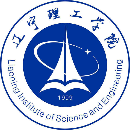 辽宁理工学院
1999
Liaoning Institute of Science and Engineering